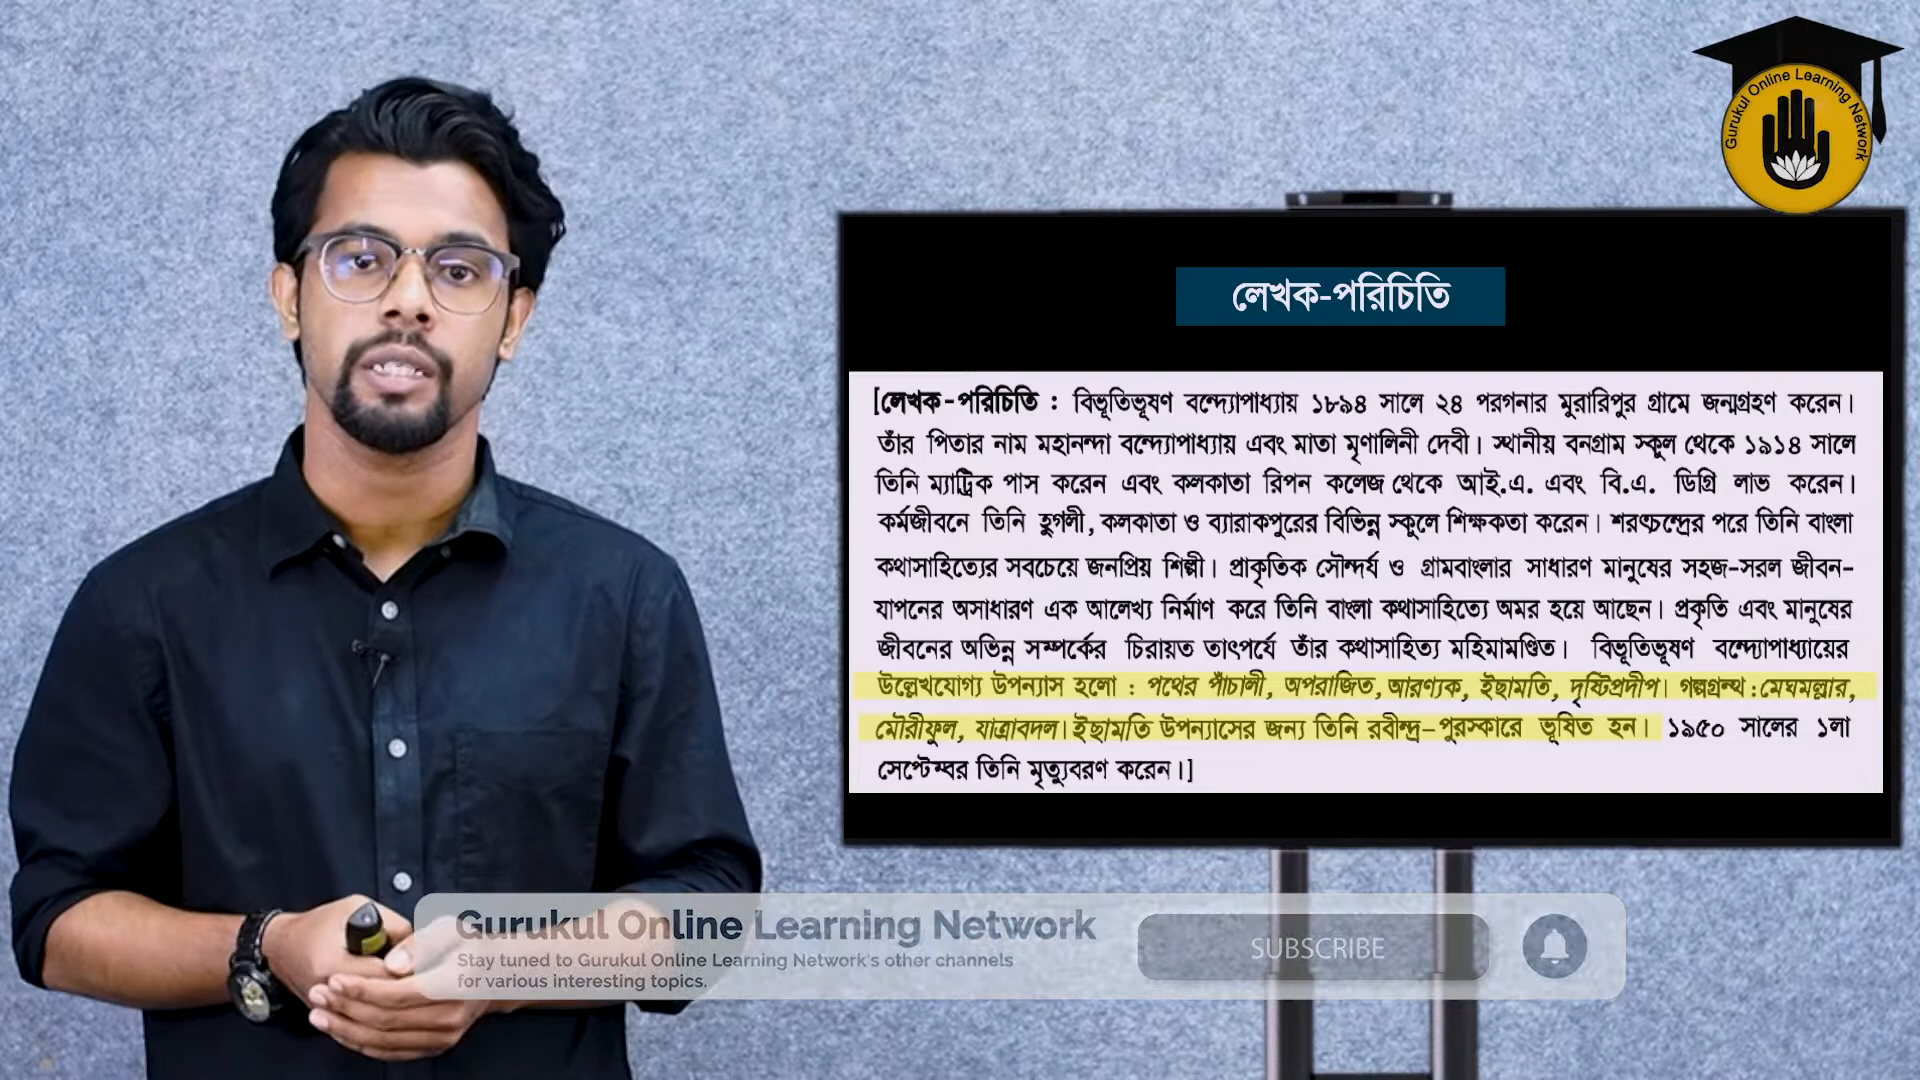 Gurukul Online Learning Network
লেখক-পরিচিতি
[লেখক-পরিচিতি : বিভূতিভূষণ বন্দ্যোপাধ্যায় ১৮৯৪ সালে ২৪ পরগনার মুরারিপুর গ্রামে জন্মগ্রহণ করেন।
তাঁর পিতার নাম মহানন্দা বন্দ্যোপাধ্যায় এবং মাতা মৃণালিনী দেবী। স্থানীয় বনগ্রাম স্কুল থেকে ১৯১৪ সালে
তিনি ম্যাট্রিক পাস করেন এবং কলকাতা রিপন কলেজ থেকে আই.এ. এবং বি.এ. ডিগ্রি লাভ করেন।
কর্মজীবনে তিনি হুগলী, কলকাতা ও ব্যারাকপুরের বিভিন্ন স্কুলে শিক্ষকতা করেন। শরৎচন্দ্রের পরে তিনি বাংলা
কথাসাহিত্যের সবচেয়ে জনপ্রিয় শিল্পী। প্রাকৃতিক সৌন্দর্য ও গ্রামবাংলার সাধারণ মানুষের সহজ-সরল জীবন-
যাপনের অসাধারণ এক আলেখ্য নির্মাণ করে তিনি বাংলা কথাসাহিত্যে অমর হয়ে আছেন। প্রকৃতি এবং মানুষের
জীবনের অভিন্ন সম্পর্কের চিরায়ত তাৎপর্যে তাঁর কথাসাহিত্য মহিমামণ্ডিত। বিভূতিভূষণ বন্দ্যোপাধ্যায়ের
উল্লেখযোগ্য উপন্যাস হলো : পথের পাঁচালী, অপরাজিত, আরণ্যক, ইছামতি, দৃষ্টিপ্রদীপ। গল্পগ্রন্থ : মেঘমল্লার,
মৌরীফুল, যাত্রাবদল। ইছামতি উপন্যাসের জন্য তিনি রবীন্দ্র-পুরস্কারে ভূষিত হন। ১৯৫০ সালের ১লা
সেপ্টেম্বর তিনি মৃত্যুবরণ করেন।]
Gurukul Online Learning Network
Stay tuned to Gurukul Online Learning Network's other channels
for various interesting topics.
SUBSCRIBE